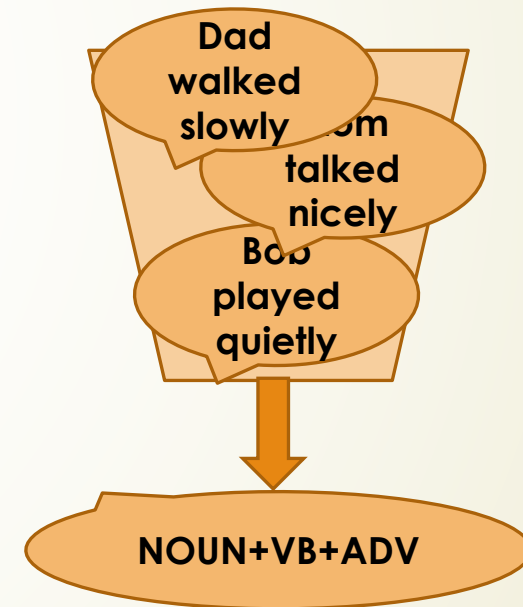 Dad
walked
slowly
talked
nicely
Bob
played
quietly
NOUN+VB+ADV